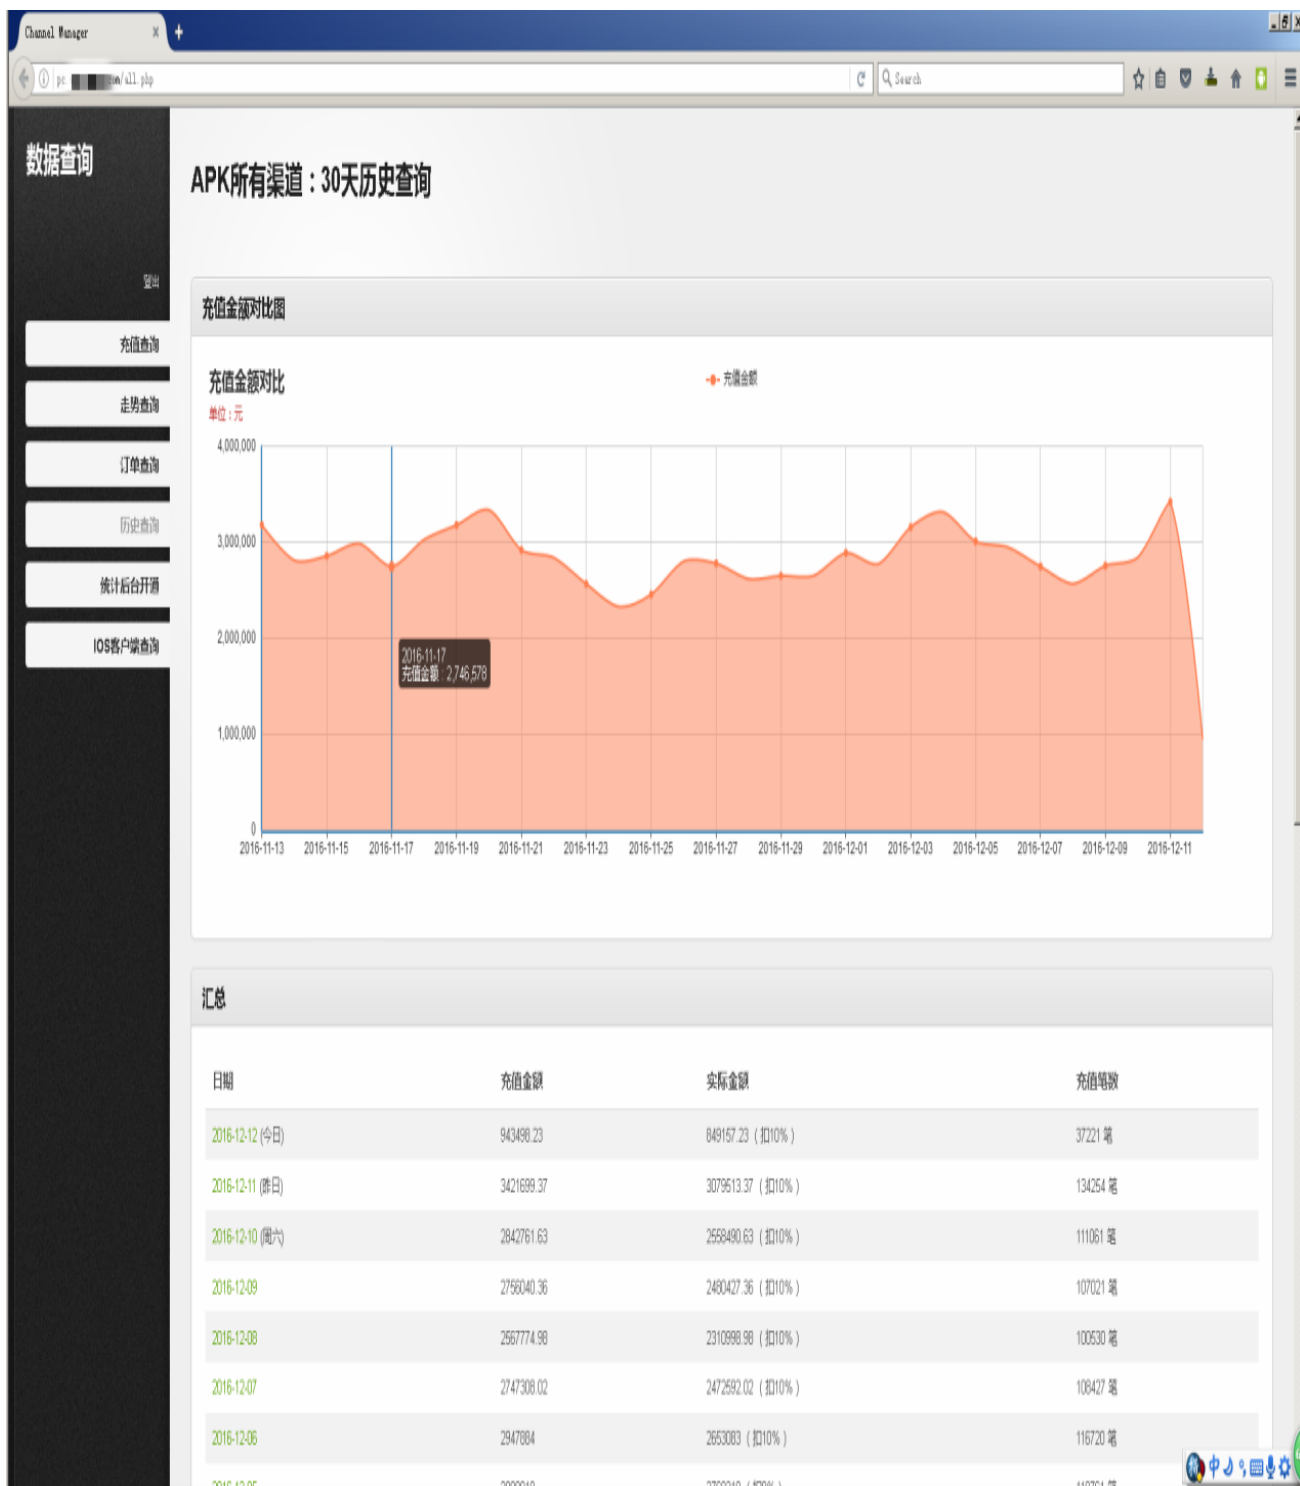 Channel Manager
/all.php
Search
数据查询
登出
充值查询
走势查询
订单查询
历史查询
统计后台开通
IOS客户端查询
APK所有渠道：30天历史查询
充值金额对比图
充值金额对比
单位：元
充值金额
4,000,000
3,000,000
2,000,000
1,000,000
0
2016-11-17
充值金额：2,746,578
2016-11-13 2016-11-15 2016-11-17 2016-11-19 2016-11-21 2016-11-23 2016-11-25 2016-11-27 2016-11-29 2016-12-01 2016-12-03 2016-12-05 2016-12-07 2016-12-09 2016-12-11
汇总
日期 充值金额 实际金额 充值笔数
2016-12-12 (今日) 943498.23 849157.23（扣10%） 37221 笔
2016-12-11 (昨日) 3421699.37 3079513.37（扣10%） 134254 笔
2016-12-10 (周六) 2842761.63 2558490.63（扣10%） 111061 笔
2016-12-09 2756040.36 2480427.36（扣10%） 107021 笔
2016-12-08 2567774.98 2310998.98（扣10%） 100530 笔
2016-12-07 2747308.02 2472592.02（扣10%） 108427 笔
2016-12-06 2947884 2653083（扣10%） 116720 笔
中